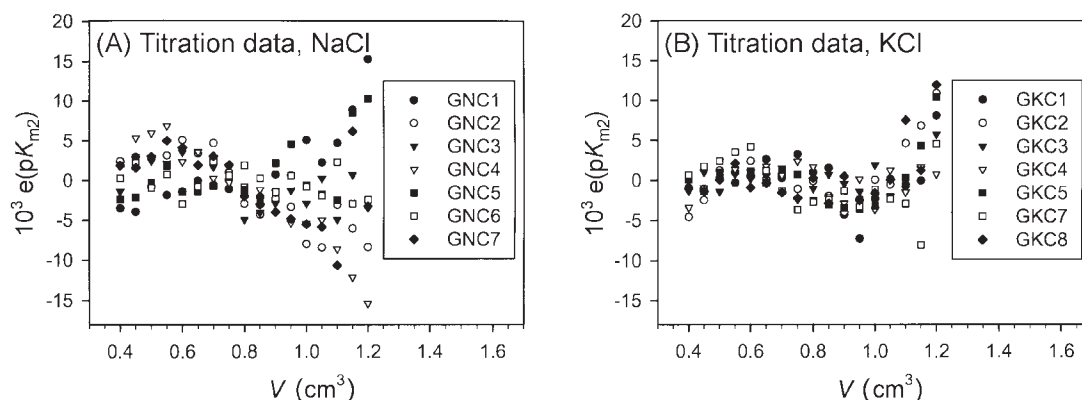 (A) Titration data, NaCl
10³ e(pKm2)
20
15
10
5
0
-5
-10
-15
0.4 0.6 0.8 1.0 1.2 1.4 1.6
V (cm³)
GNC1
GNC2
GNC3
GNC4
GNC5
GNC6
GNC7
(B) Titration data, KCl
10³ e(pKm2)
20
15
10
5
0
-5
-10
-15
0.4 0.6 0.8 1.0 1.2 1.4 1.6
V (cm³)
GKC1
GKC2
GKC3
GKC4
GKC5
GKC7
GKC8